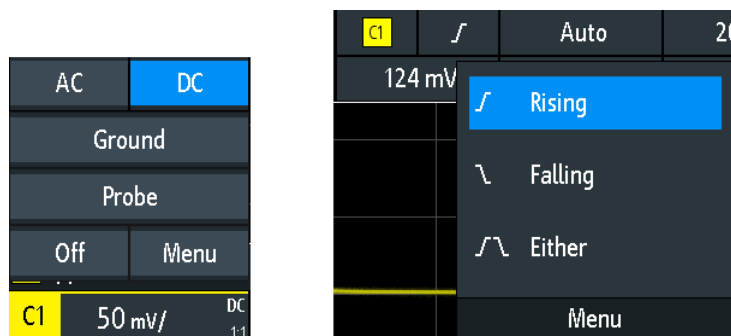 AC DC
Ground
Probe
Off Menu
C1 50 mV/ DC
1:1
C1 Auto 20
124 mV
Rising
Falling
Either
Menu